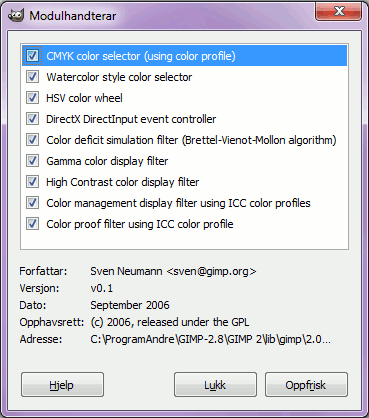 Modulhandterar
CMYK color selector (using color profile)
Watercolor style color selector
HSV color wheel
DirectX DirectInput event controller
Color deficit simulation filter (Brettel-Vienot-Mollon algorithm)
Gamma color display filter
High Contrast color display filter
Color management display filter using ICC color profiles
Color proof filter using ICC color profile
Forfattar: Sven Neumann <sven@gimp.org>
Versjon: v0.1
Dato: September 2006
Opphavsrett: (c) 2006, released under the GPL
Adresse: C:\ProgramAndre\GIMP-2.8\GIMP 2\lib\gimp\2.0...
Hjelp Lukk Oppfrisk